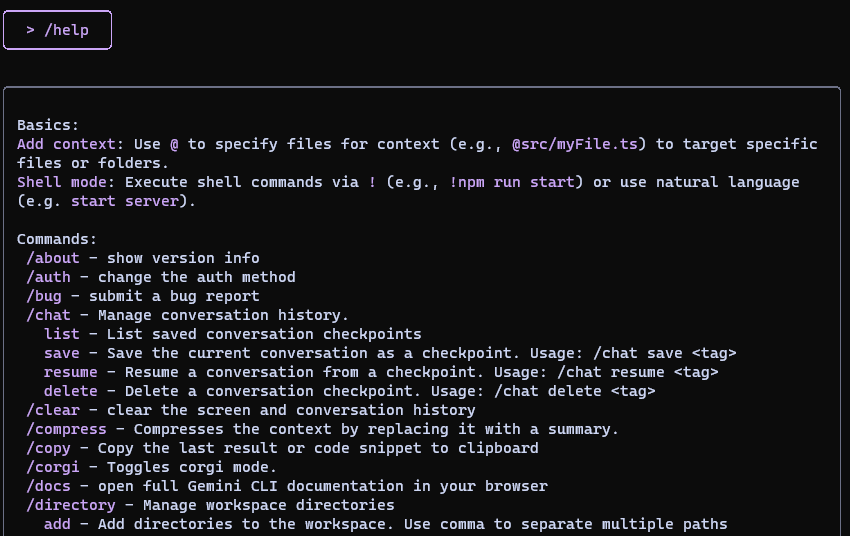 > /help
Basics:
Add context: Use @ to specify files for context (e.g., @src/myFile.ts) to target specific
files or folders.
Shell mode: Execute shell commands via ! (e.g., !npm run start) or use natural language
(e.g. start server).
Commands:
/about - show version info
/auth - change the auth method
/bug - submit a bug report
/chat - Manage conversation history.
list - List saved conversation checkpoints
save - Save the current conversation as a checkpoint. Usage: /chat save <tag>
resume - Resume a conversation from a checkpoint. Usage: /chat resume <tag>
delete - Delete a conversation checkpoint. Usage: /chat delete <tag>
/clear - clear the screen and conversation history
/compress - Compresses the context by replacing it with a summary.
/copy - Copy the last result or code snippet to clipboard
/corgi - Toggles corgi mode.
/docs - open full Gemini CLI documentation in your browser
/directory - Manage workspace directories
add - Add directories to the workspace. Use comma to separate multiple paths